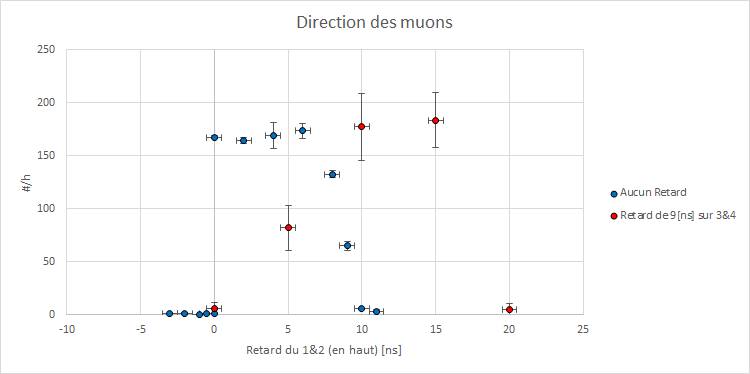 Direction des muons
250
200
150
100
50
0
#/h
-10 -5 0 5 10 15 20 25
Retard du 1&2 (en haut) [ns]
Aucun Retard
Retard de 9[ns] sur 3&4